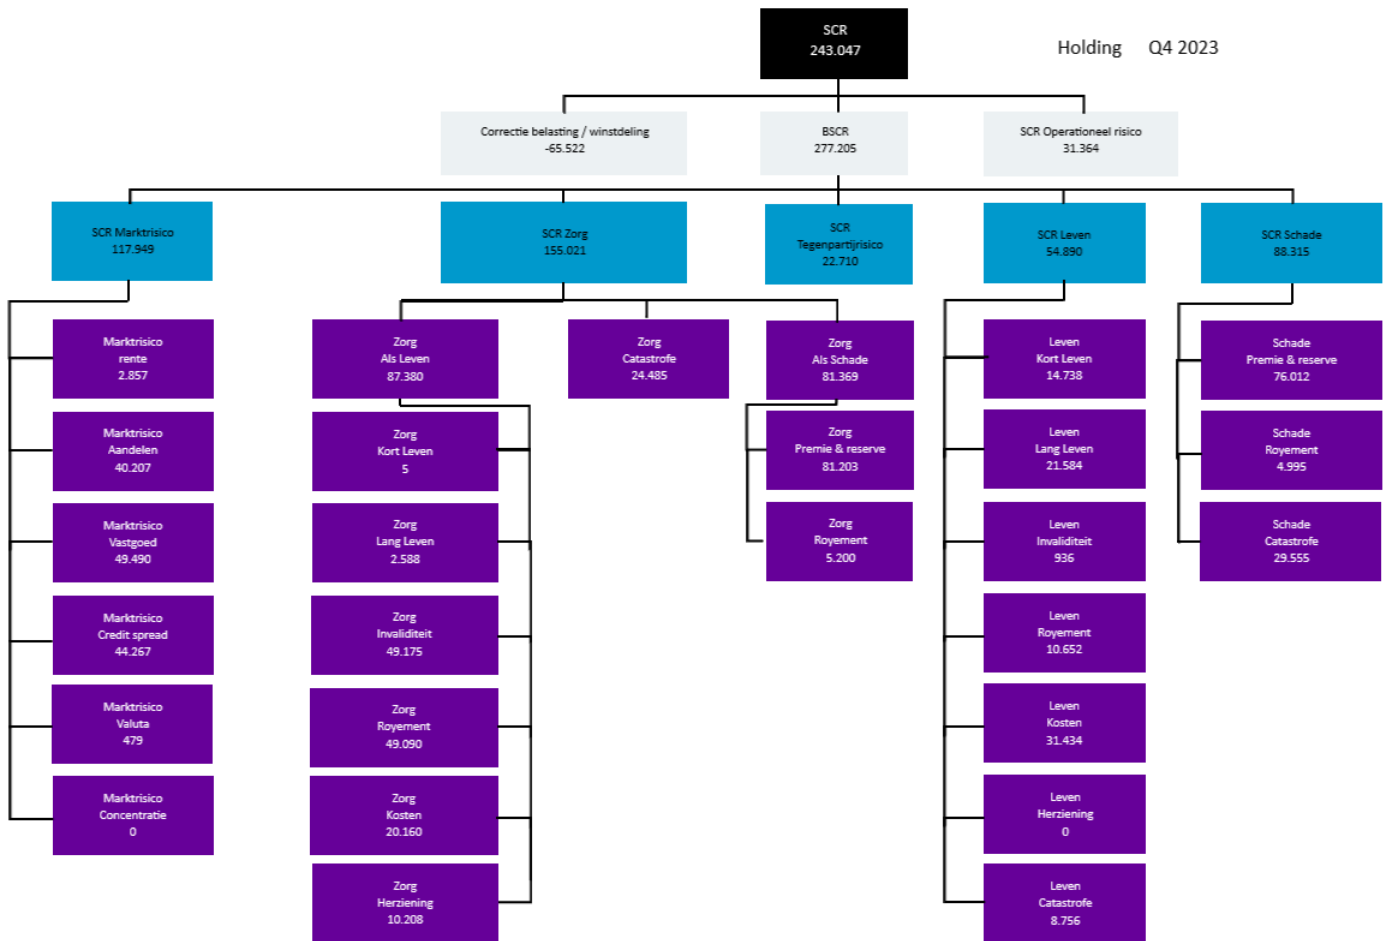 SCR
243.047
Holding Q4 2023
Correctie belasting / winstdeling
-65.522
BSCR
277.205
SCR Operationeel risico
31.364
SCR Marktrisico
117.949
SCR Zorg
155.021
SCR
Tegenpartijrisico
22.710
SCR Leven
54.890
SCR Schade
88.315
Marktrisico
rente
2.857
Marktrisico
Aandelen
40.207
Marktrisico
Vastgoed
49.490
Marktrisico
Credit spread
44.267
Marktrisico
Valuta
479
Marktrisico
Concentratie
0
Zorg
Als Leven
87.380
Zorg
Kort Leven
5
Zorg
Lang Leven
2.588
Zorg
Invaliditeit
49.175
Zorg
Royement
49.090
Zorg
Kosten
20.160
Zorg
Herziening
10.208
Zorg
Catastrofe
24.485
Zorg
Als Schade
81.369
Zorg
Premie & reserve
81.203
Zorg
Royement
5.200
Leven
Kort Leven
14.738
Leven
Lang Leven
21.584
Leven
Invaliditeit
936
Leven
Royement
10.652
Leven
Kosten
31.434
Leven
Herziening
0
Leven
Catastrofe
8.756
Schade
Premie & reserve
76.012
Schade
Royement
4.995
Schade
Catastrofe
29.555